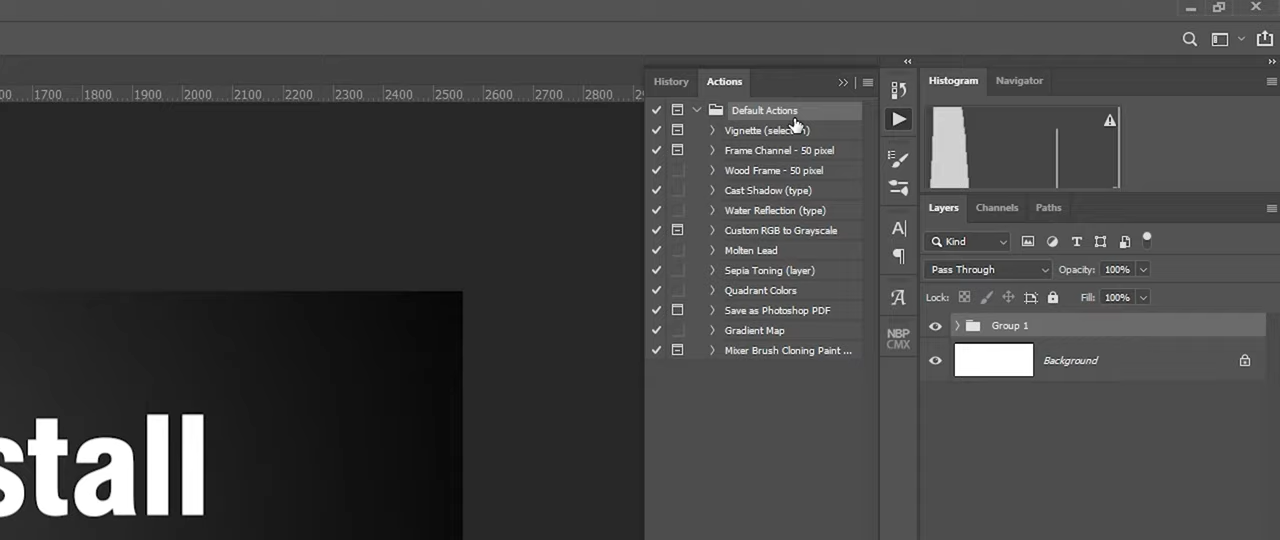 1700 1800 1900 2000 2100 2200 2300 2400 2500 2600 2700 2800
History Actions
Default Actions
Vignette (selection)
Frame Channel - 50 pixel
Wood Frame - 50 pixel
Cast Shadow (type)
Water Reflection (type)
Custom RGB to Grayscale
Molten Lead
Sepia Toning (layer)
Quadrant Colors
Save as Photoshop PDF
Gradient Map
Mixer Brush Cloning Paint ...
NBP
CMX
Histogram Navigator
Layers Channels Paths
Kind
Pass Through Opacity: 100%
Lock: Fill: 100%
Group 1
Background
stall